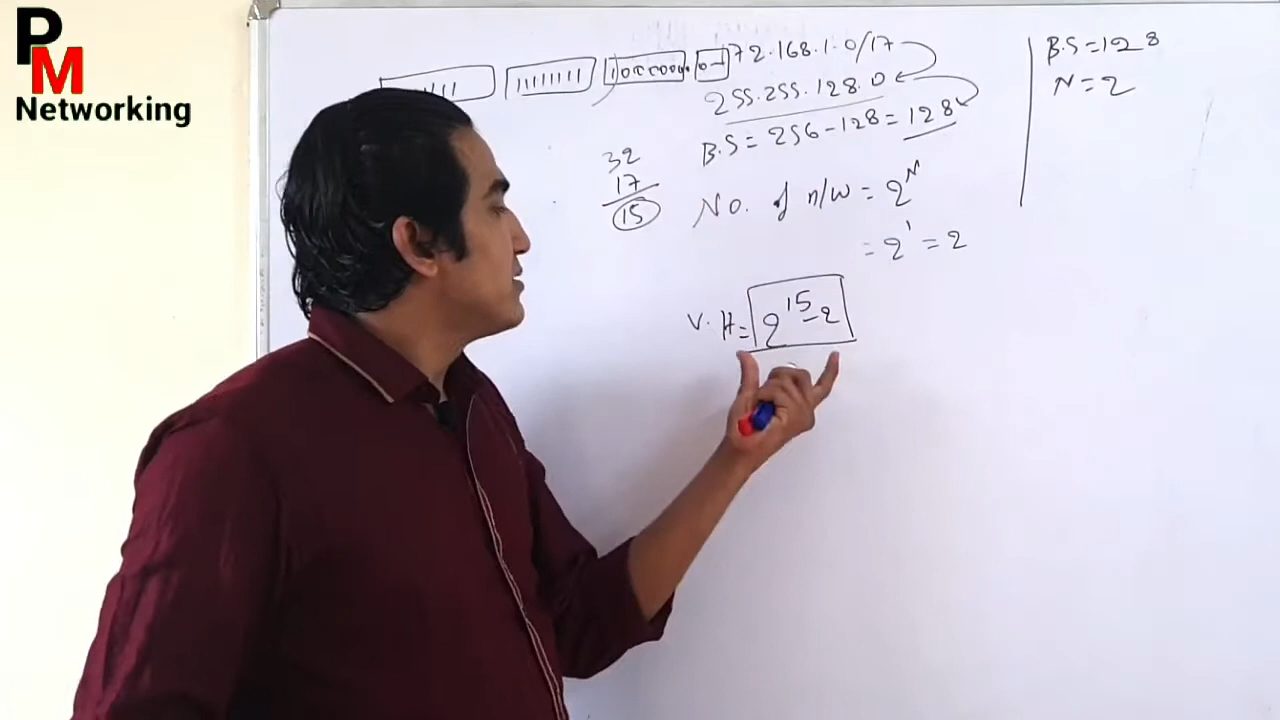 PM
Networking
172.168.1.0/17
255.255.128.0
B.S = 256-128 = 128
32
17
15
No. of n/w = 2^N
= 2^1 = 2
V. H = 2^15-2
B.S = 128
N = 2